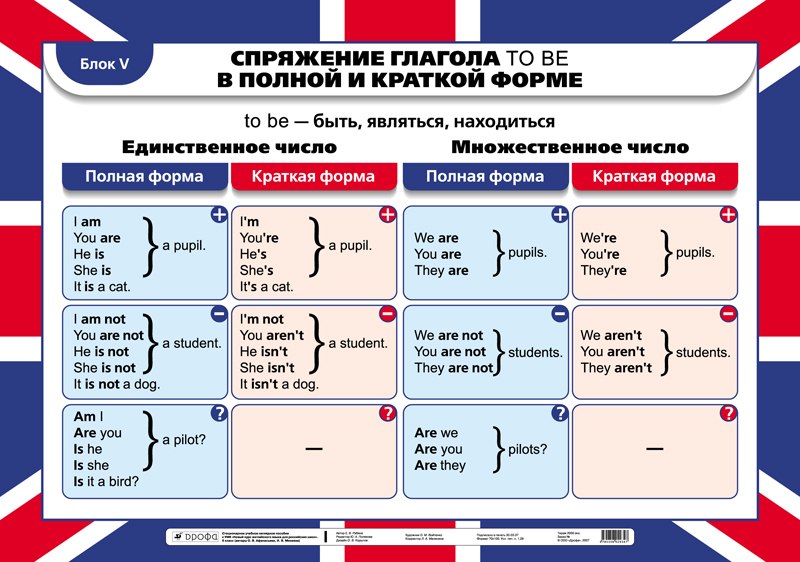 Блок V
СПРЯЖЕНИЕ ГЛАГОЛА TO BE
В ПОЛНОЙ И КРАТКОЙ ФОРМЕ
to be — быть, являться, находиться
Единственное число
Множественное число
Полная форма
Краткая форма
Полная форма
Краткая форма
+
I am
You are
He is
She is
a pupil.
It is a cat.
+
I'm
You're
He's
She's
a pupil.
It's a cat.
+
We are
You are
They are
pupils.
+
We're
You're
They're
pupils.
−
I am not
You are not
He is not
She is not
a student.
It is not a dog.
−
I'm not
You aren't
He isn't
She isn't
a student.
It isn't a dog.
−
We are not
You are not
They are not
students.
−
We aren't
You aren't
They aren't
students.
?
Am I
Are you
Is he
Is she
a pilot?
Is it a bird?
?
—
?
Are we
Are you
Are they
pilots?
?
—
дрофа